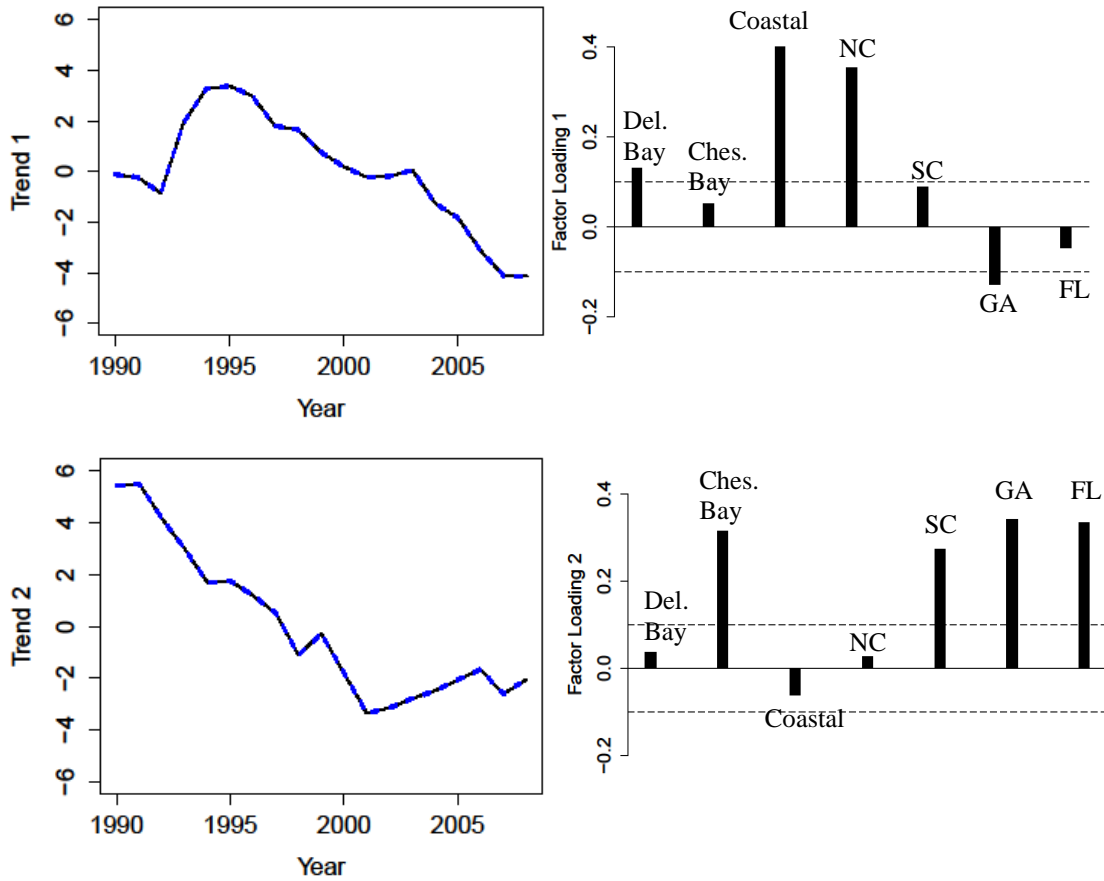 Trend 1
6
4
2
0
−2
−4
−6
1990 1995 2000 2005
Year
Factor Loading 1
0.4
0.2
0.0
−0.2
Coastal
NC
Del.
Bay
Ches.
Bay
SC
GA
FL
Trend 2
6
4
2
0
−2
−4
−6
1990 1995 2000 2005
Year
Factor Loading 2
0.4
0.2
0.0
−0.2
Ches.
Bay
GA
FL
SC
Del.
Bay
NC
Coastal